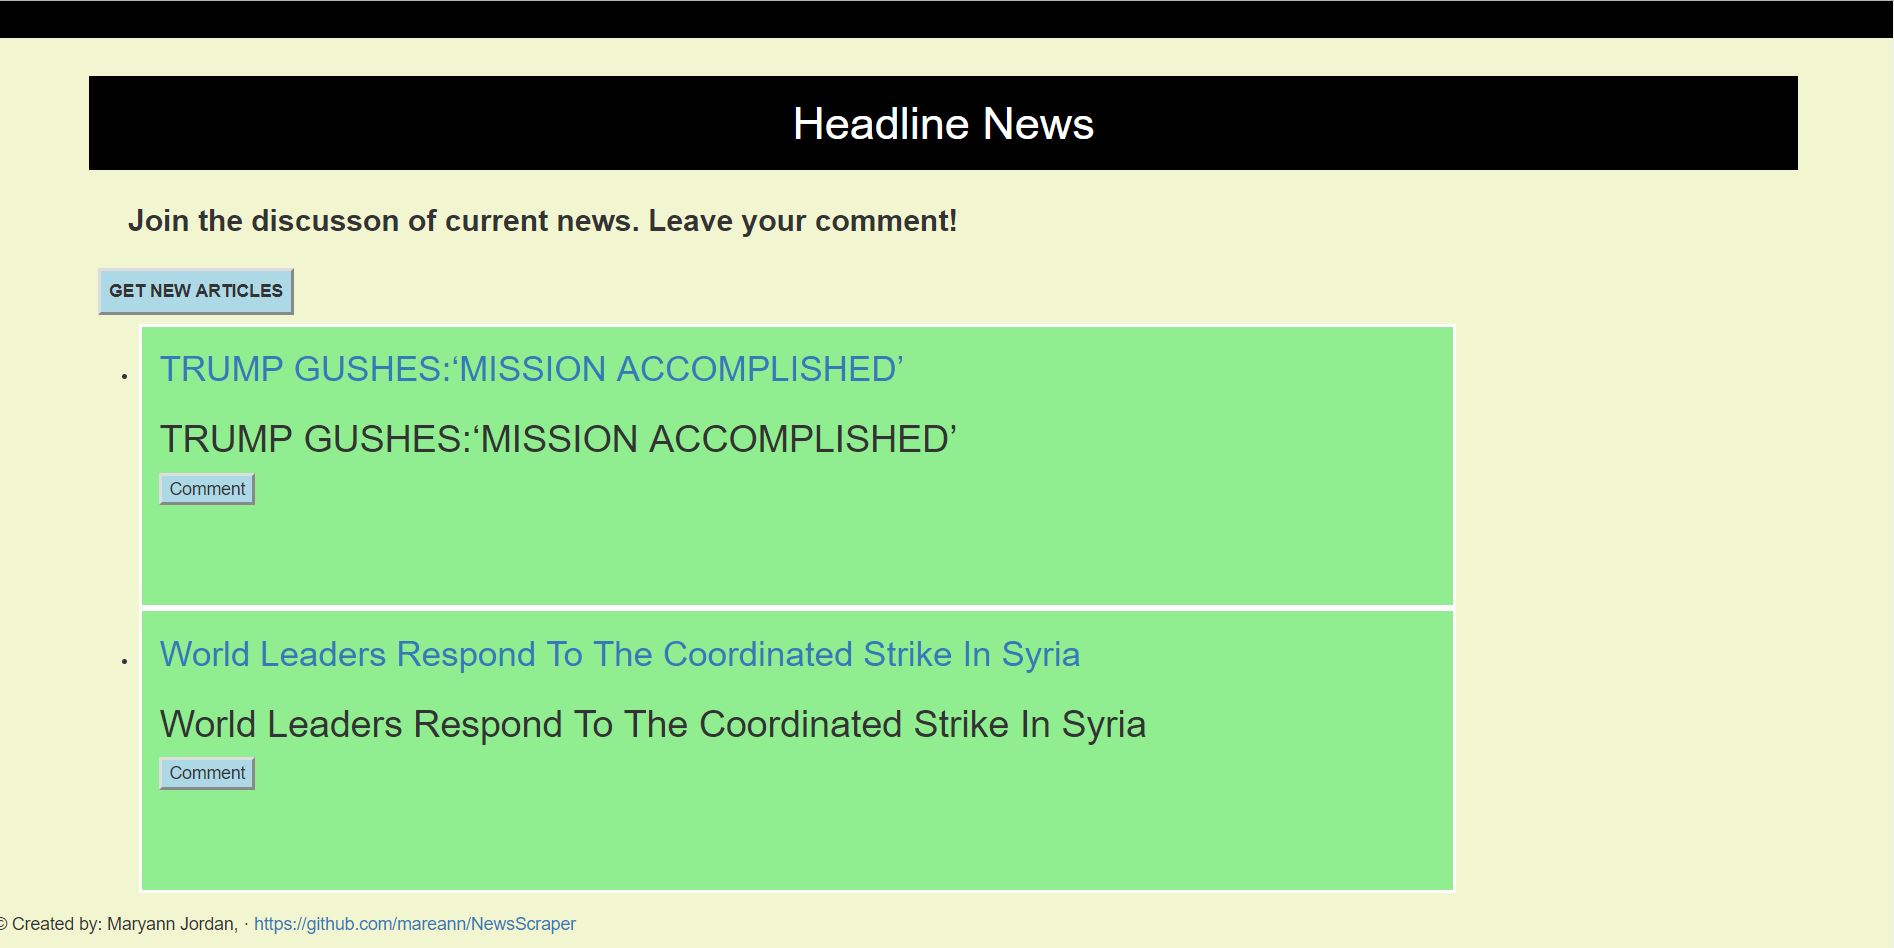 Headline News
Join the discusson of current news. Leave your comment!
GET NEW ARTICLES
TRUMP GUSHES:‘MISSION ACCOMPLISHED’
TRUMP GUSHES:‘MISSION ACCOMPLISHED’
Comment
World Leaders Respond To The Coordinated Strike In Syria
World Leaders Respond To The Coordinated Strike In Syria
Comment
© Created by: Maryann Jordan, · https://github.com/mareann/NewsScraper